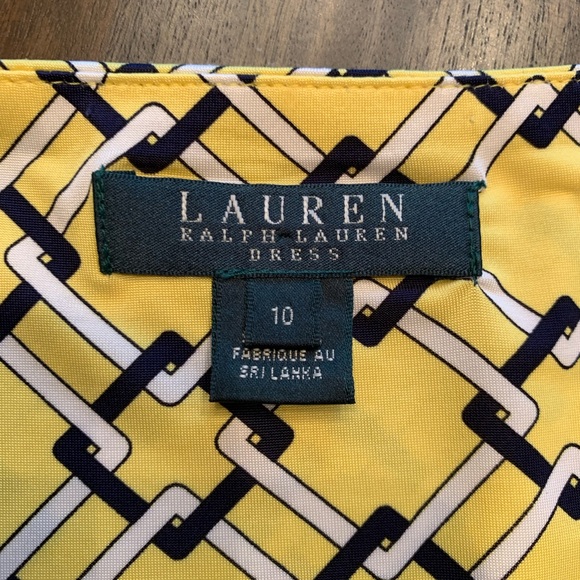 LAUREN
RALPH LAUREN
DRESS
10
FABRIQUE AU
SRI LANKA